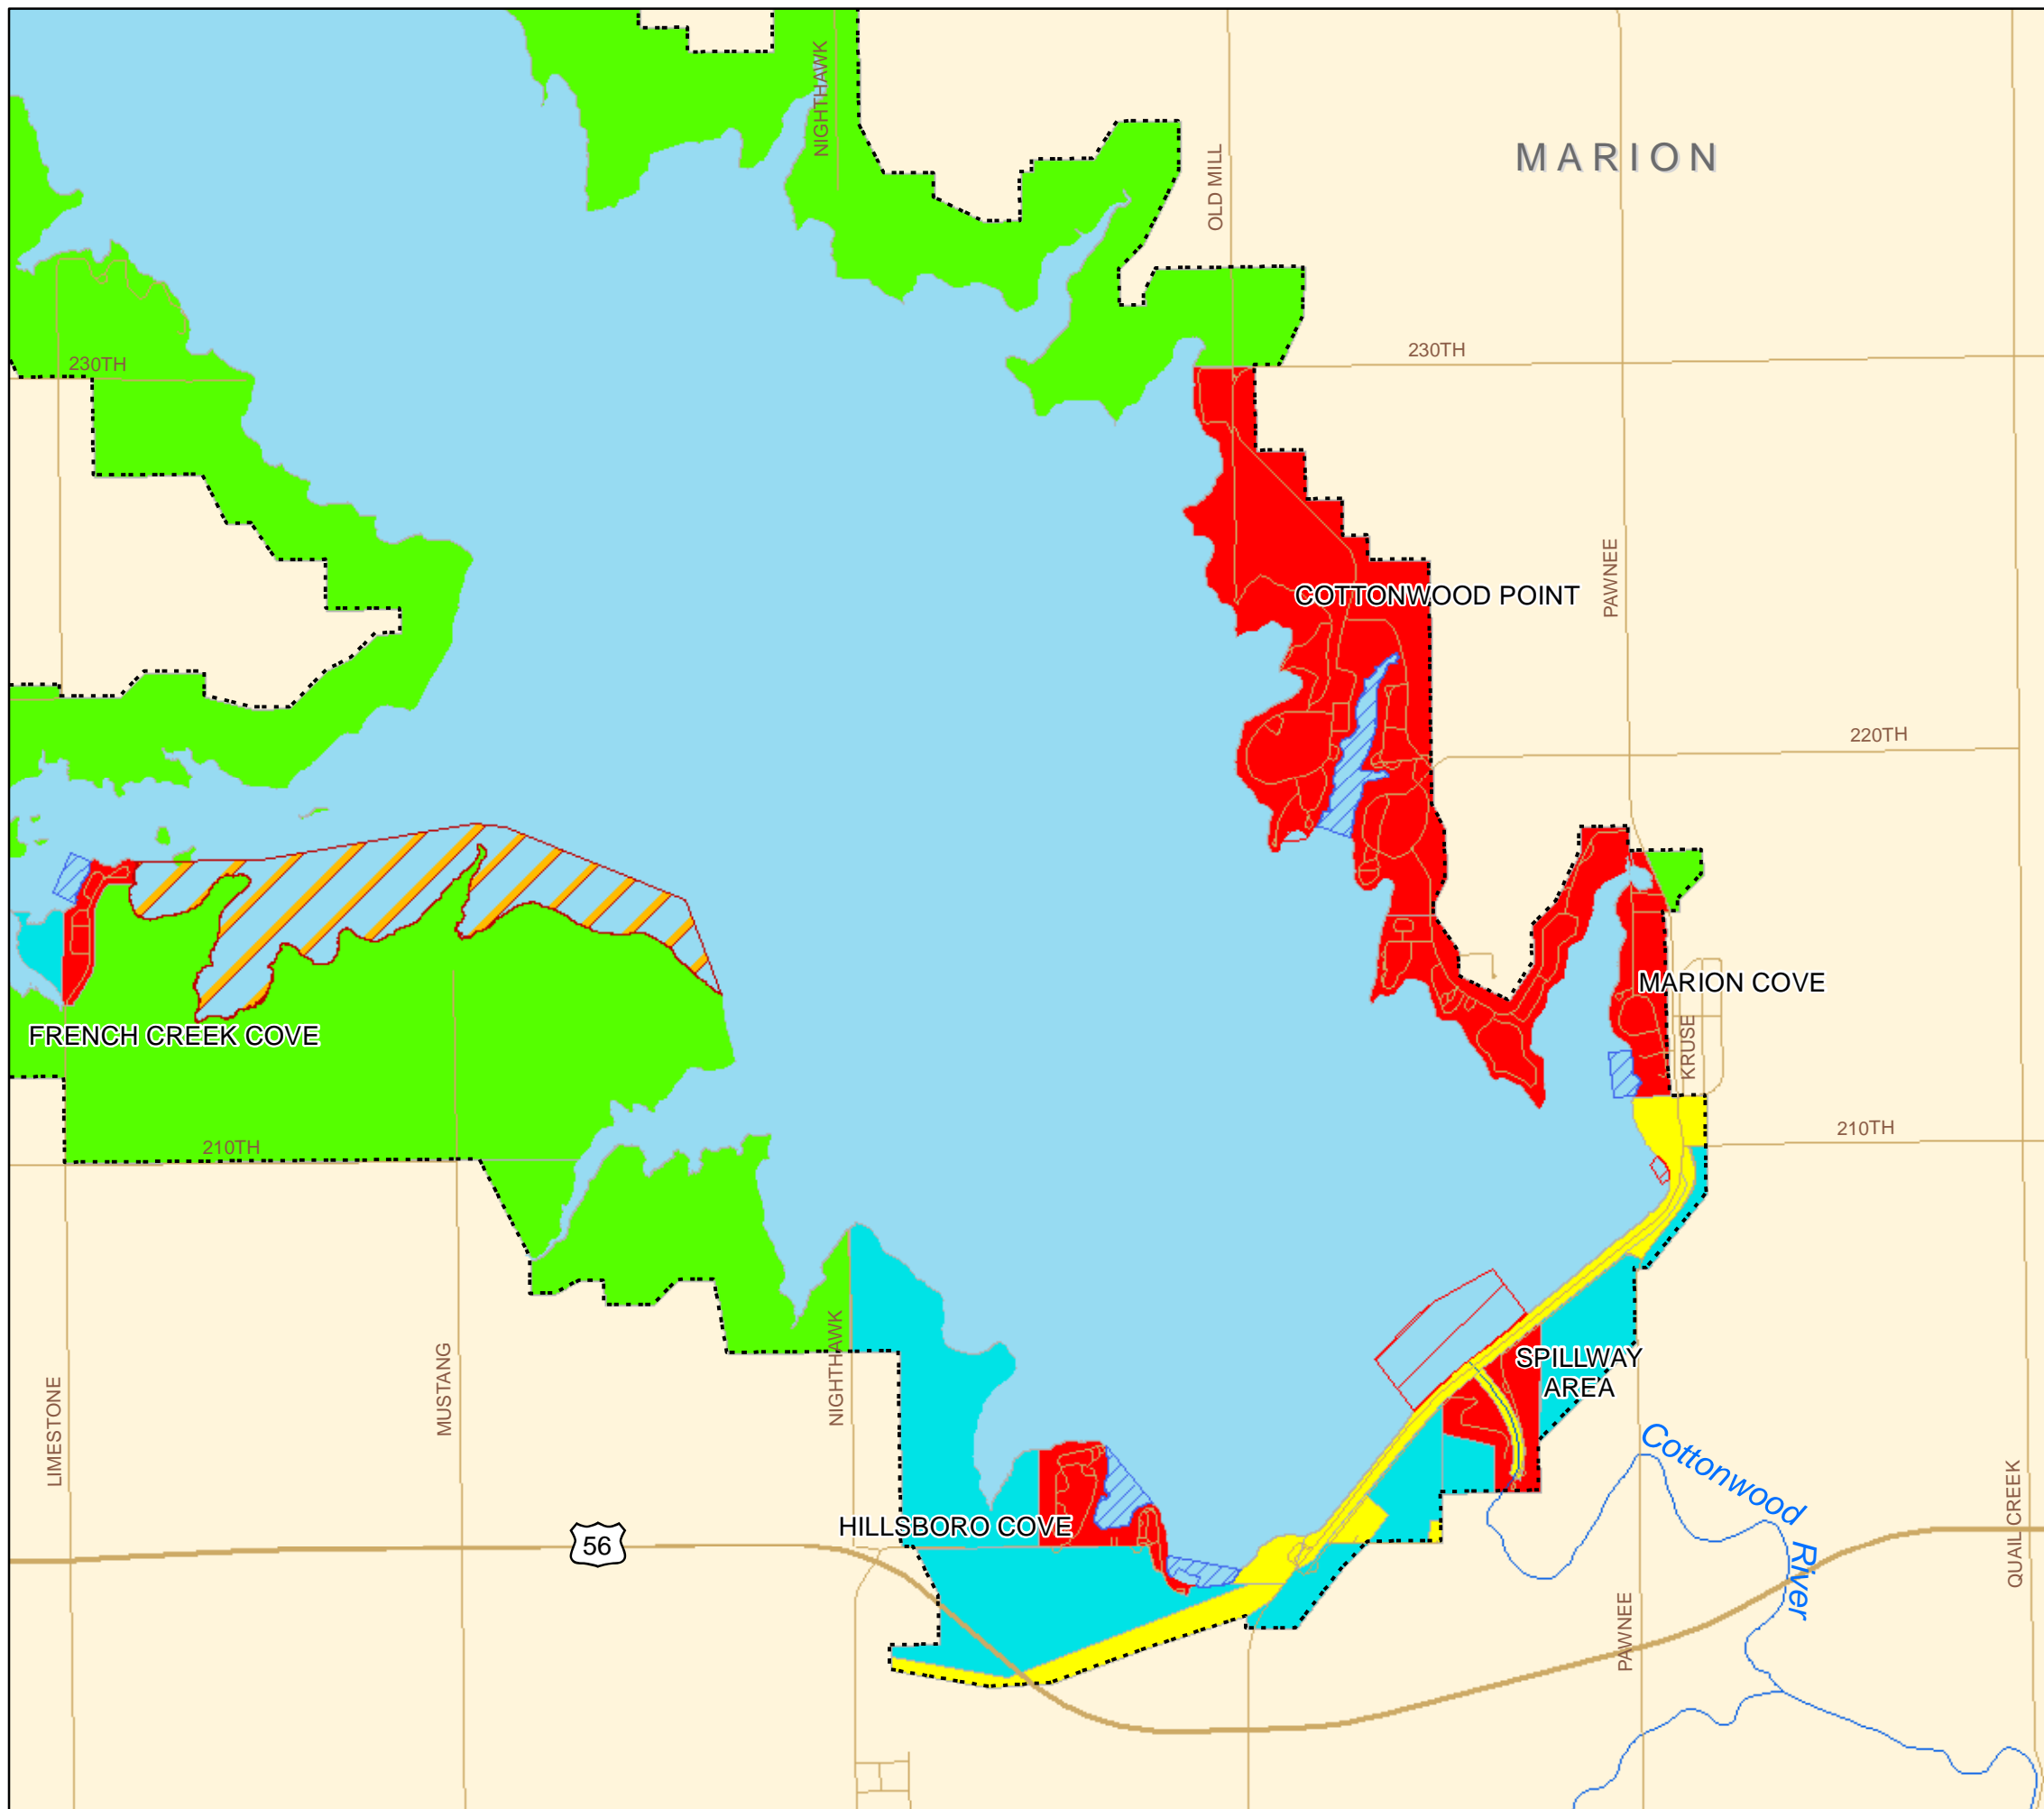 NIGHTHAWK
MARION
OLD MILL
230TH
230TH
COTTONWOOD POINT
PAWNEE
220TH
MARION COVE
FRENCH CREEK COVE
KRUSE
210TH
210TH
NIGHTHAWK
SPILLWAY
AREA
MUSTANG
LIMESTONE
Cottonwood
River
HILLSBORO COVE
56
QUAIL CREEK
PAWNEE